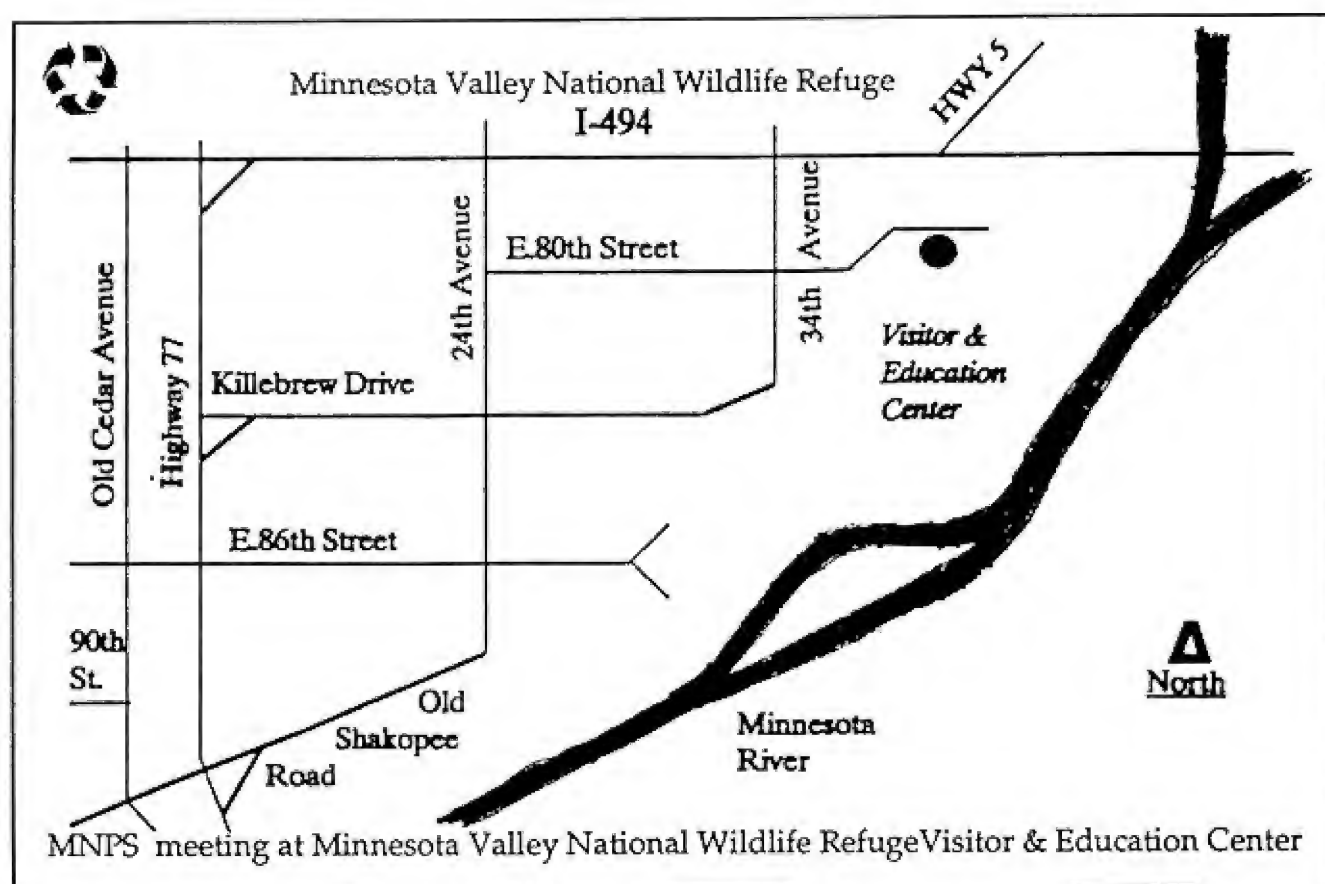 Minnesota Valley National Wildlife Refuge
I-494
HWY 5
Old Cedar Avenue
Highway 77
24th Avenue
34th Avenue
E.80th Street
Visitor &
Education
Center
Killebrew Drive
E.86th Street
90th
St.
Old
Shakopee
Road
Minnesota
River
North
MNPS meeting at Minnesota Valley National Wildlife RefugeVisitor & Education Center